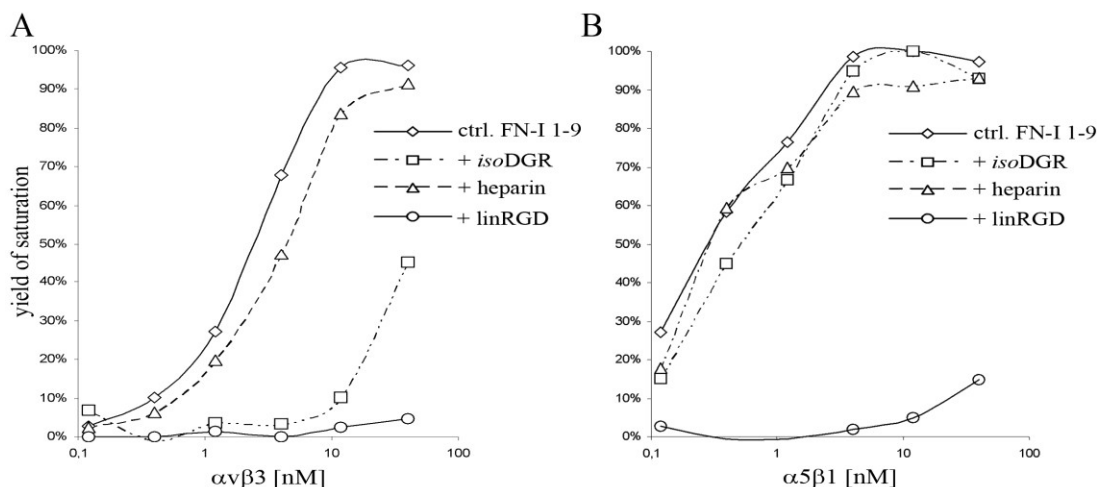 A
100%
90%
80%
70%
60%
50%
40%
30%
20%
10%
0%
yield of saturation
0,1
1
10
100
αvβ3 [nM]
ctrl. FN-I 1-9
+ isoDGR
+ heparin
+ linRGD
B
100%
90%
80%
70%
60%
50%
40%
30%
20%
10%
0%
0,1
1
10
100
α5β1 [nM]
ctrl. FN-I 1-9
+ isoDGR
+ heparin
+ linRGD